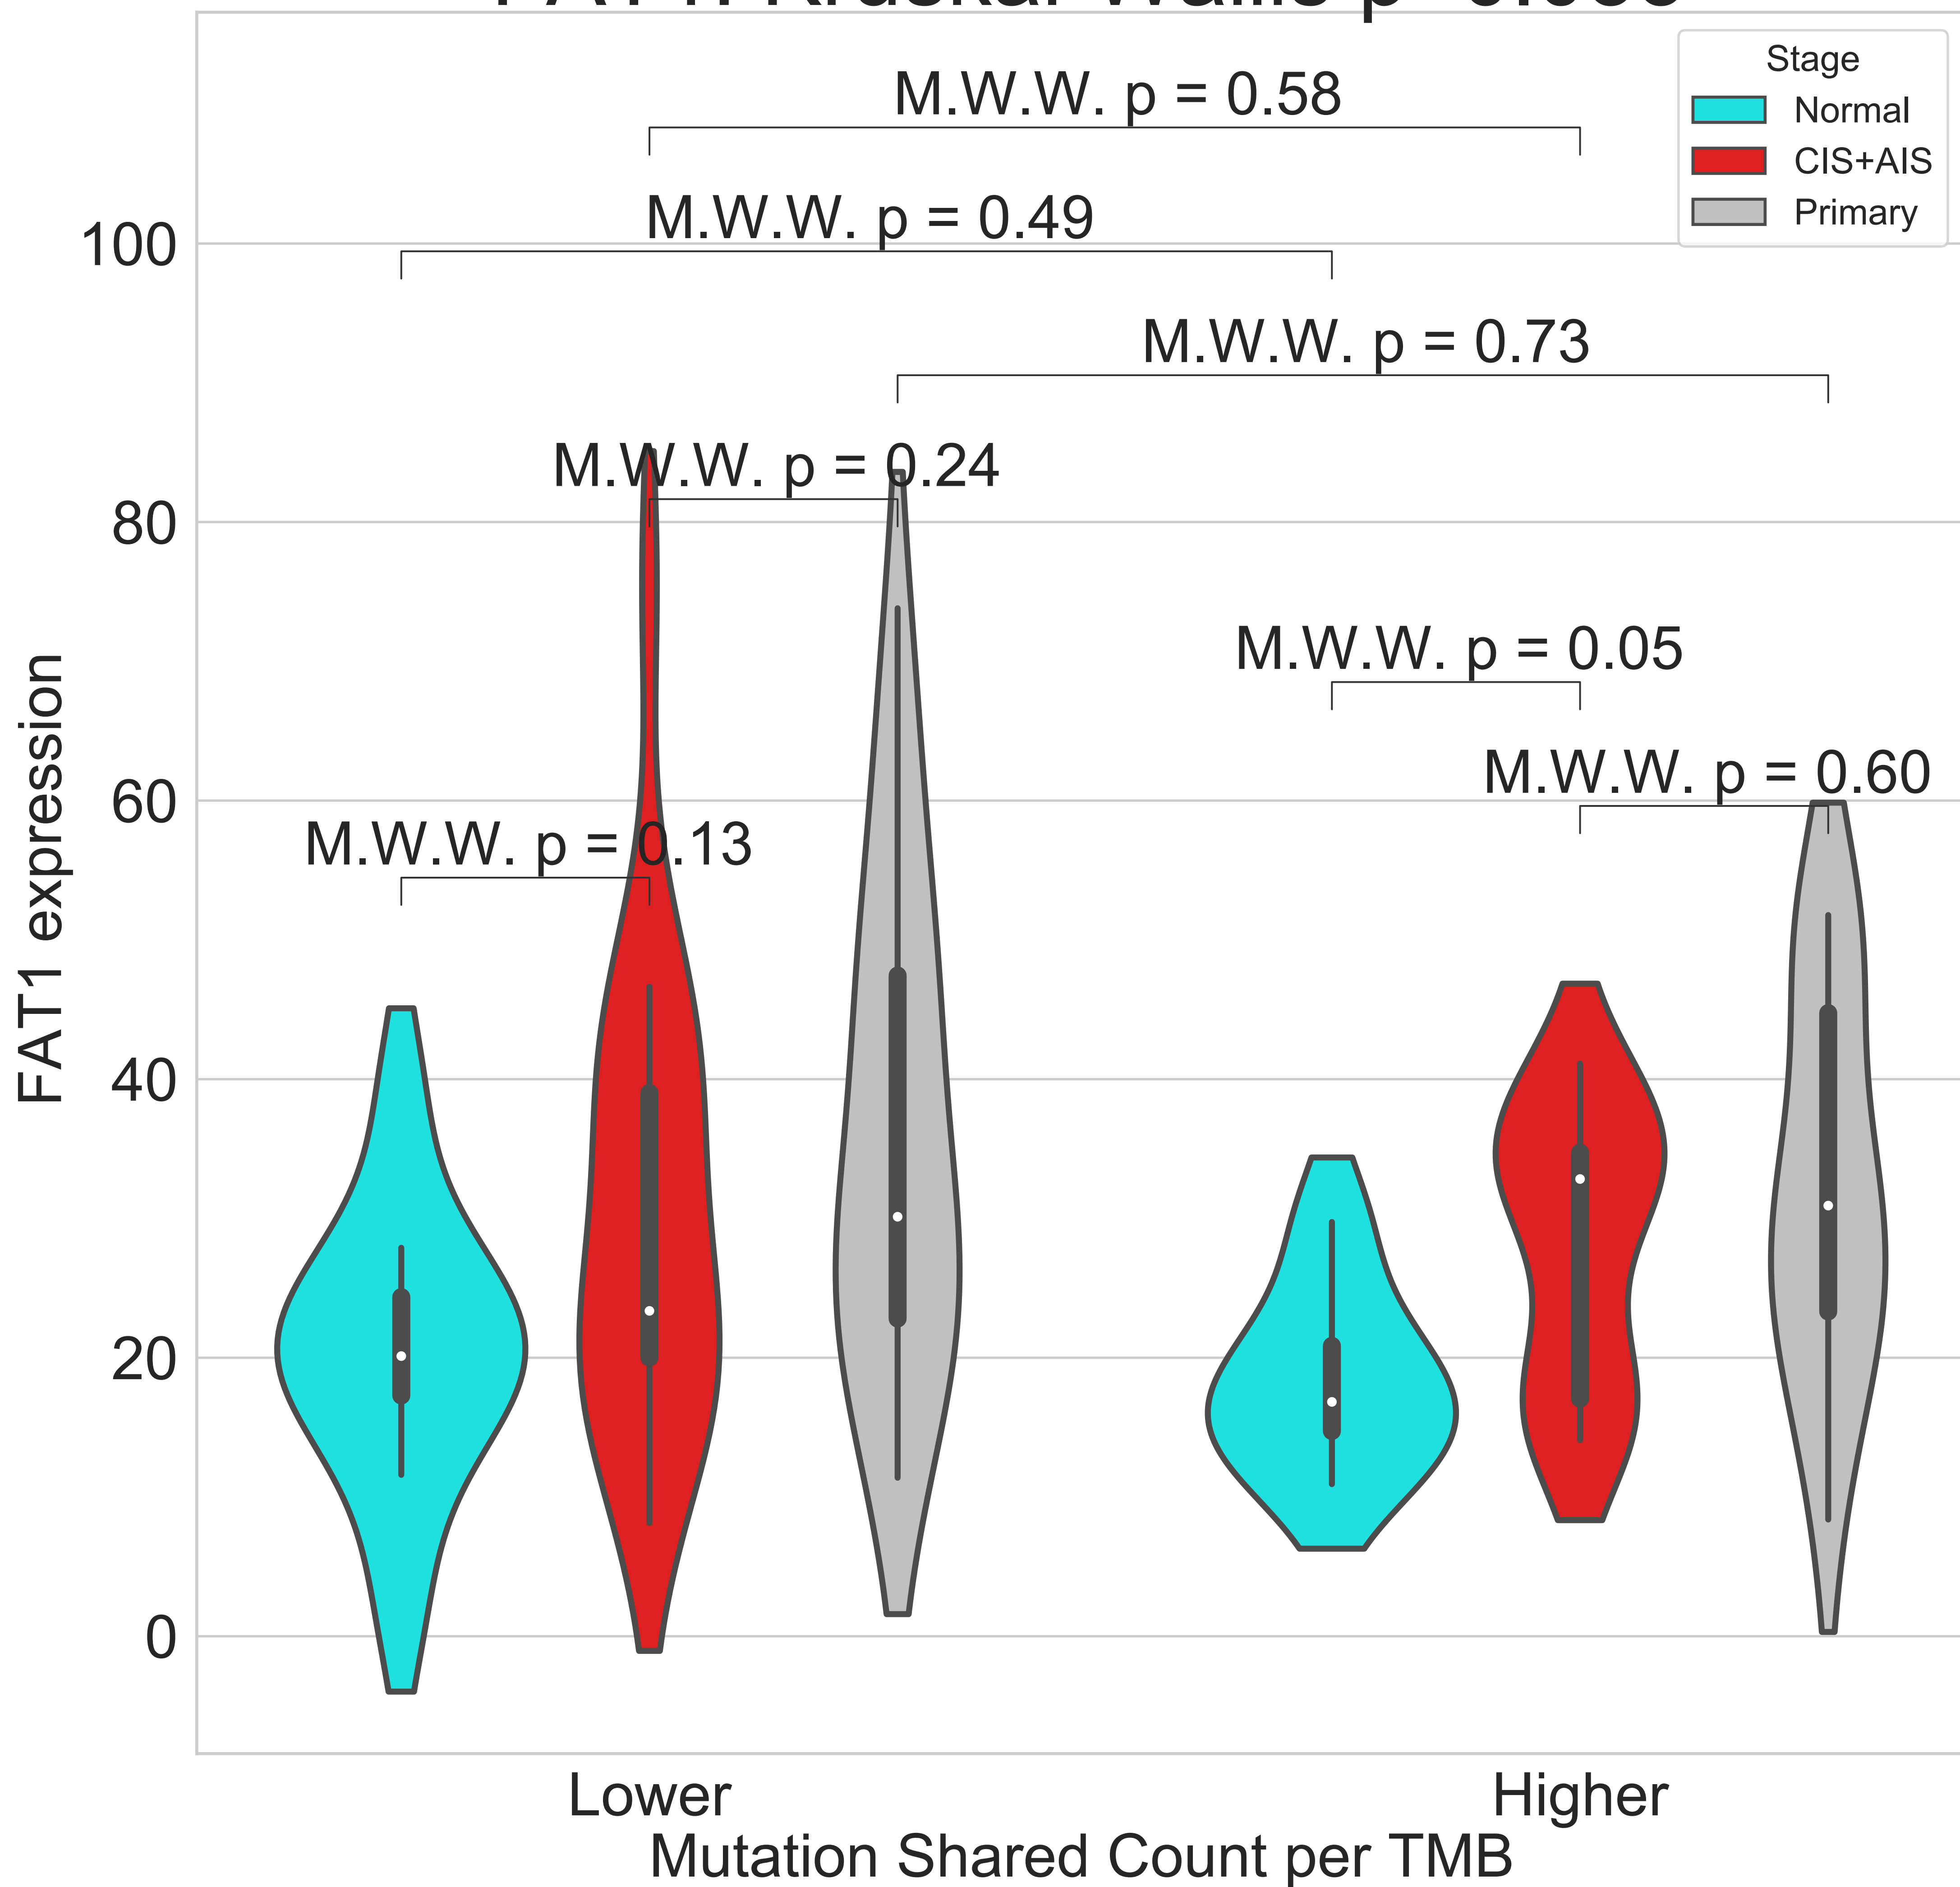 Stage
Normal
CIS+AIS
Primary
M.W.W. p = 0.58
M.W.W. p = 0.49
M.W.W. p = 0.73
M.W.W. p = 0.24
M.W.W. p = 0.05
M.W.W. p = 0.60
M.W.W. p = 0.13
100
80
60
40
20
0
FAT1 expression
Lower
Higher
Mutation Shared Count per TMB